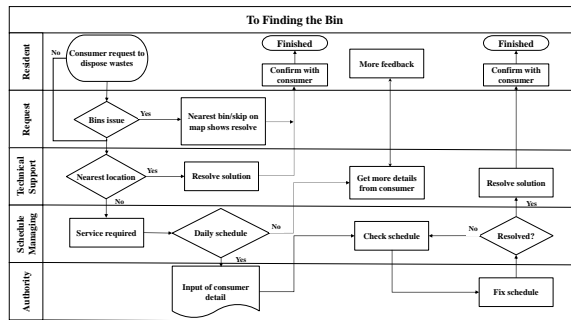 To Finding the Bin
Resident
No
Consumer request to
dispose wastes
Finished
Confirm with
consumer
More feedback
Finished
Confirm with
consumer
Request
Bins issue
Yes
Nearest bin/skip on
map shows resolve
Technical
Support
Nearest location
Yes
Resolve solution
Get more details
from consumer
Resolve solution
No
Yes
Schedule
Managing
Service required
Daily schedule
No
Check schedule
No
Resolved?
Yes
Authority
Input of consumer
detail
Fix schedule